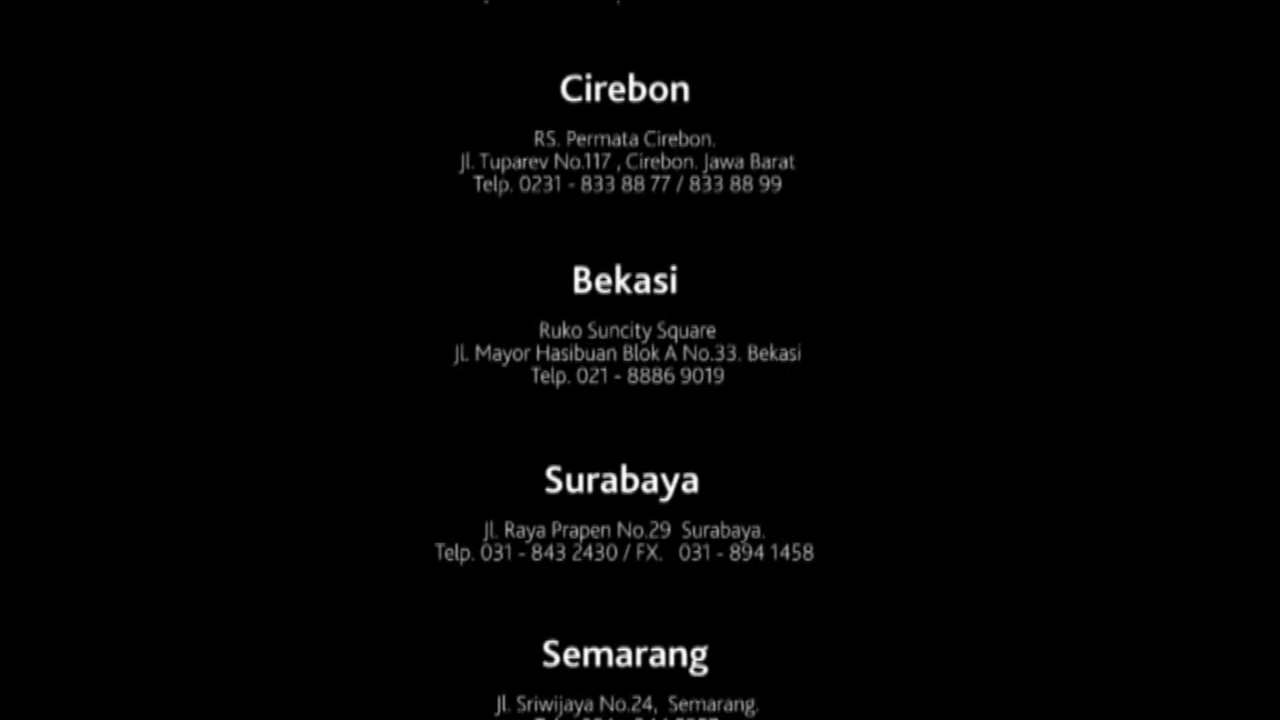 Cirebon
RS. Permata Cirebon.
Jl. Tuparev No.117 , Cirebon. Jawa Barat
Telp. 0231 - 833 88 77 / 833 88 99
Bekasi
Ruko Suncity Square
Jl. Mayor Hasibuan Blok A No.33. Bekasi
Telp. 021 - 8886 9019
Surabaya
Jl. Raya Prapen No.29 Surabaya.
Telp. 031 - 843 2430 / FX. 031 - 894 1458
Semarang
Jl. Sriwijaya No.24, Semarang.